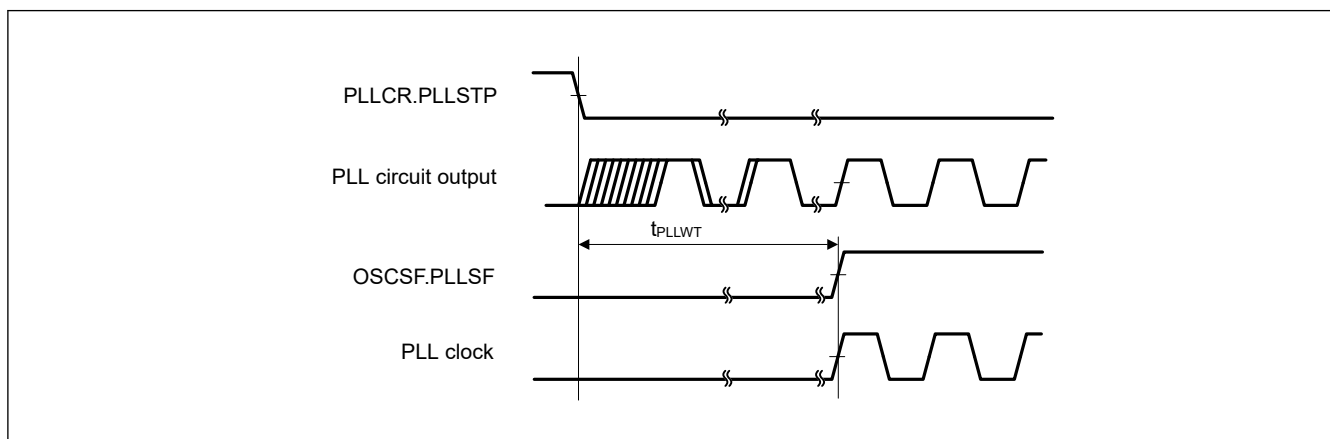 PLLCR.PLLSTP
PLL circuit output
tPLLWT
OSCSF.PLLSF
PLL clock